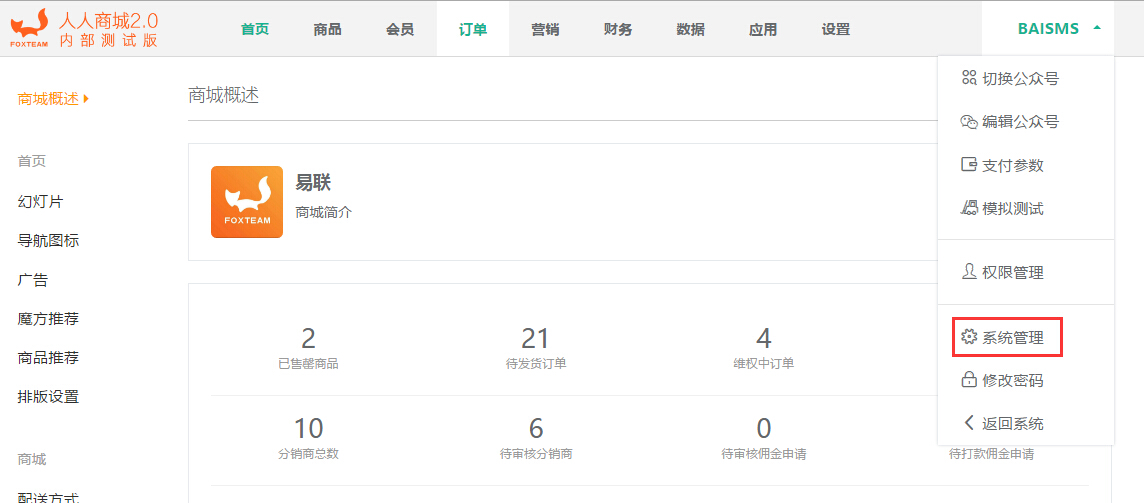 人人商城2.0
内部测试版
FOXTEAM
首页 商品 会员 订单 营销 财务 数据 应用 设置 BAISMS
商城概述
首页
幻灯片
导航图标
广告
魔方推荐
商品推荐
排版设置
商城
配送方式
商城概述
FOXTEAM
易联
商城简介
2 21 4
已售罄商品 待发货订单 维权中订单
10 6 0
分销商总数 待审核分销商 待审核佣金申请 待打款佣金申请
切换公众号
编辑公众号
支付参数
模拟测试
权限管理
系统管理
修改密码
返回系统